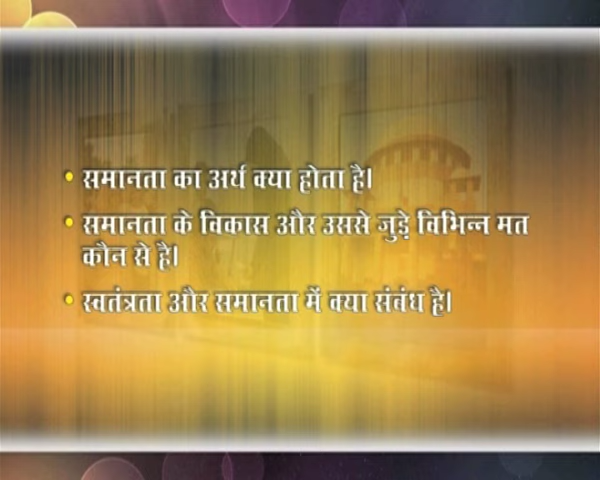 • समानता का अर्थ क्या होता है।
• समानता के विकास और उससे जुड़े विभिन्न मत
कौन से है।
• स्वतंत्रता और समानता में क्या संबंध है।